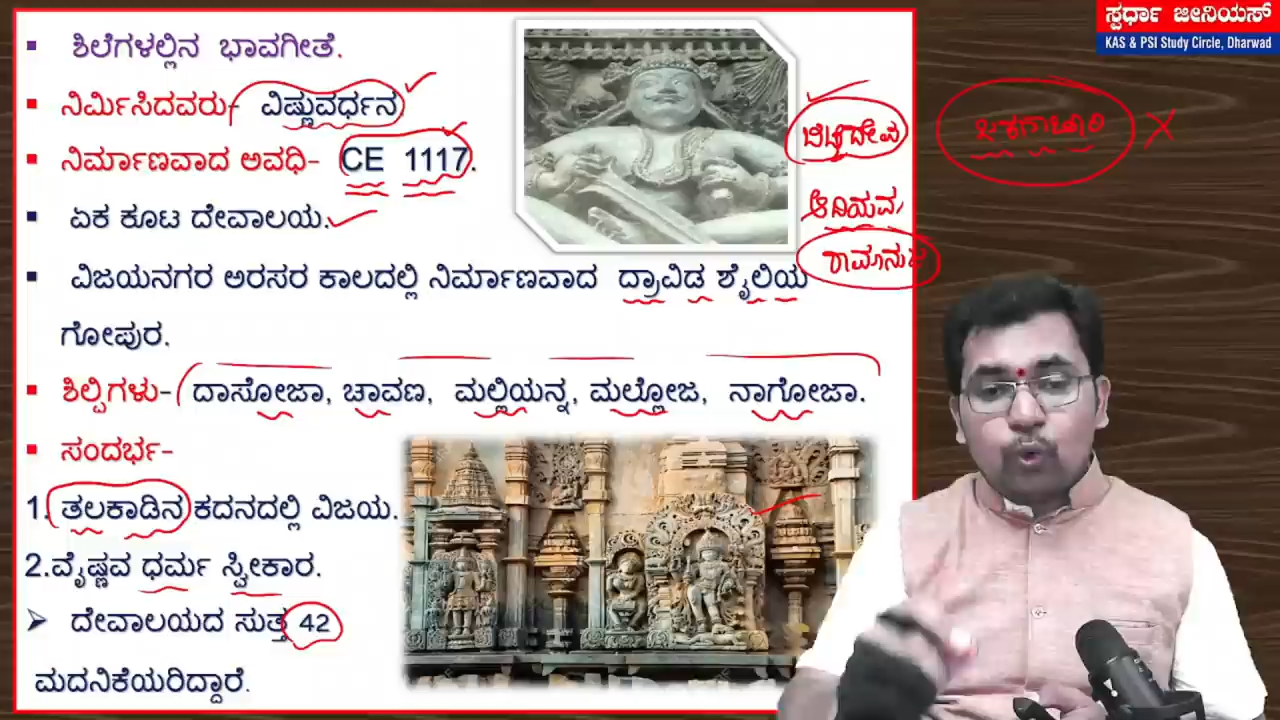 ಸ್ಪರ್ಧಾ ಜೀನಿಯಸ್
KAS & PSI Study Circle, Dharwad
▪ ಶಿಲೆಗಳಲ್ಲಿನ ಭಾವಗೀತೆ.
▪ ನಿರ್ಮಿಸಿದವರು- ವಿಷ್ಣುವರ್ಧನ
▪ ನಿರ್ಮಾಣವಾದ ಅವಧಿ- CE 1117.
▪ ಏಕ ಕೂಟ ದೇವಾಲಯ.
▪ ವಿಜಯನಗರ ಅರಸರ ಕಾಲದಲ್ಲಿ ನಿರ್ಮಾಣವಾದ ದ್ರಾವಿಡ ಶೈಲಿಯ
ಗೋಪುರ.
▪ ಶಿಲ್ಪಿಗಳು- ದಾಸೋಜಾ, ಚಾವಣ, ಮಲ್ಲಿಯನ್ನ, ಮಲ್ಲೋಜ, ನಾಗೋಜಾ.
▪ ಸಂದರ್ಭ-
1. ತಲಕಾಡಿನ ಕದನದಲ್ಲಿ ವಿಜಯ.
2.ವೈಷ್ಣವ ಧರ್ಮ ಸ್ವೀಕಾರ.
➢ ದೇವಾಲಯದ ಸುತ್ತ 42
ಮದನಿಕೆಯರಿದ್ದಾರೆ.
ಬಿಟ್ಟಿದೇವ